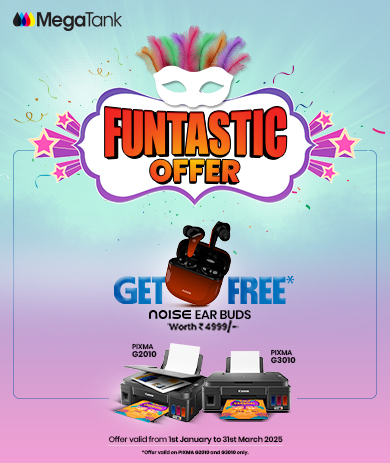 MegaTank
FUNTASTIC
OFFER
GET FREE*
NOISE EAR BUDS
*Worth ₹ 4999/-
PIXMA
G2010
PIXMA
G3010
Offer valid from 1st January to 31st March 2025
*Offer valid on PIXMA G2010 and G3010 only.